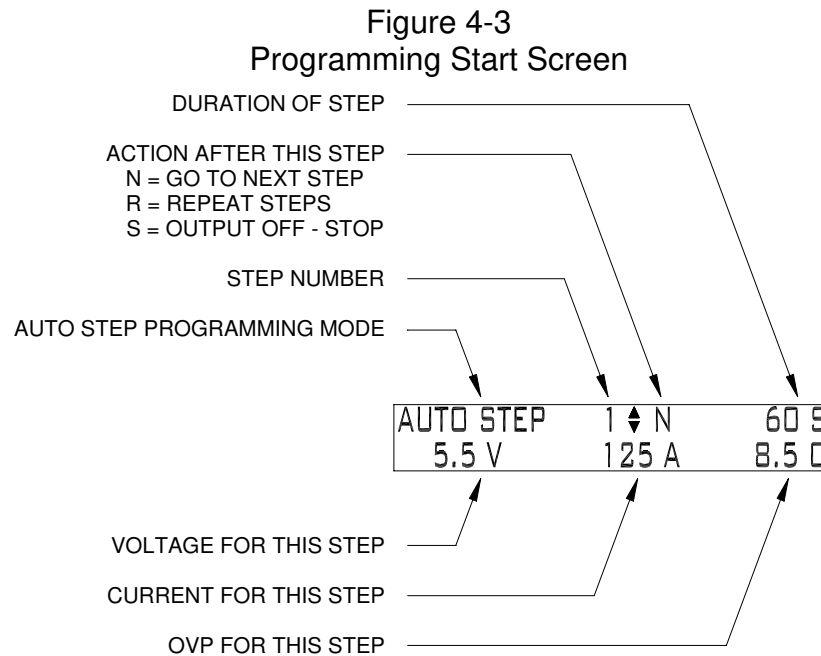 Figure 4-3
Programming Start Screen
DURATION OF STEP
ACTION AFTER THIS STEP
N = GO TO NEXT STEP
R = REPEAT STEPS
S = OUTPUT OFF - STOP
STEP NUMBER
AUTO STEP PROGRAMMING MODE
AUTO STEP 1 N 60 S
5.5 V 125 A 8.5
VOLTAGE FOR THIS STEP
CURRENT FOR THIS STEP
OVP FOR THIS STEP